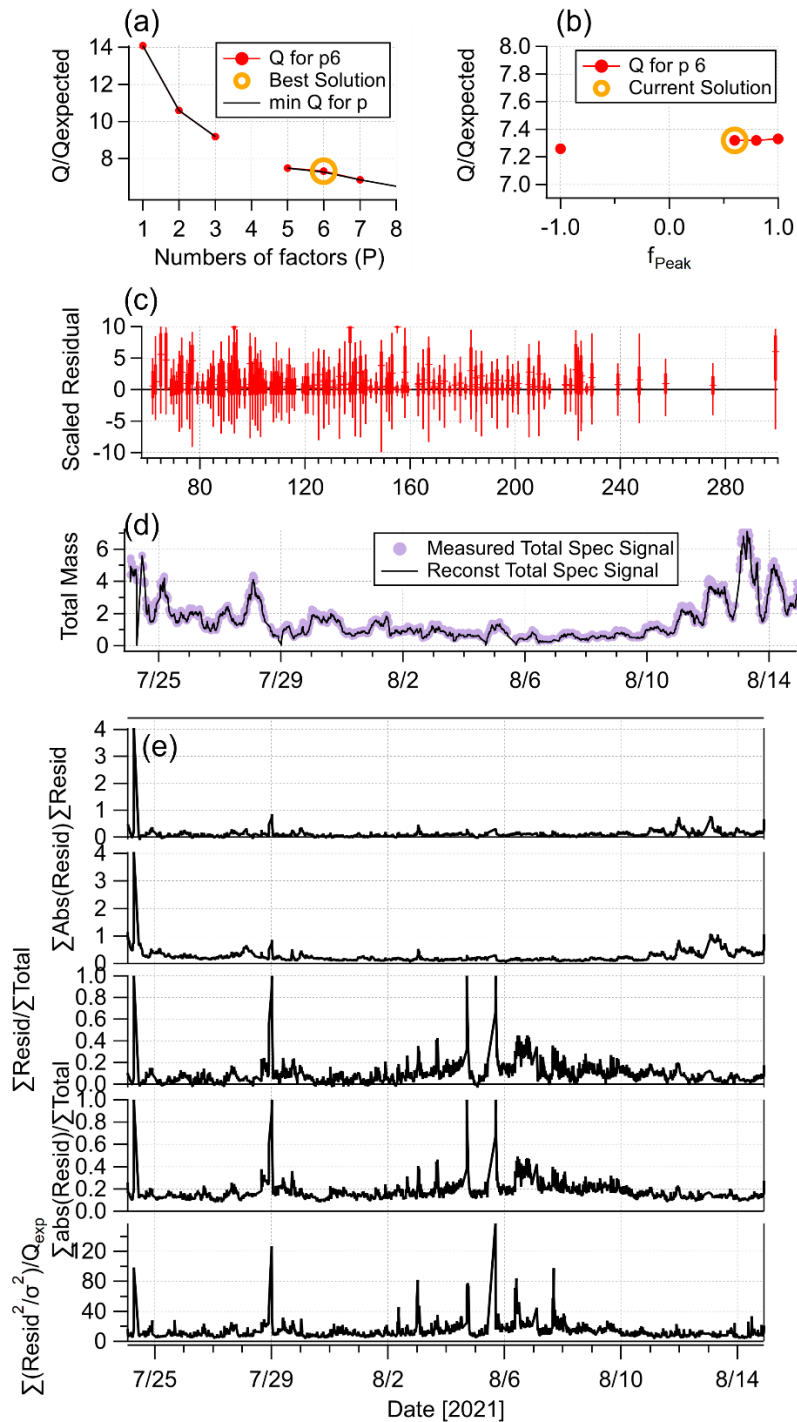 (a)
14
12
10
8
Q/Qexpected
Q for p6
Best Solution
min Q for p
1 2 3 4 5 6 7 8
Numbers of factors (P)
(b)
8.0
7.8
7.6
7.4
7.2
7.0
Q/Qexpected
Q for p 6
Current Solution
-1.0 0.0 1.0
fPeak
(c)
10
5
0
-5
-10
Scaled Residual
80 120 160 200 240 280
(d)
6
4
2
0
Total Mass
Measured Total Spec Signal
Reconst Total Spec Signal
7/25 7/29 8/2 8/6 8/10 8/14
(e)
4
3
2
1
0
∑Resid
4
3
2
1
0
∑Abs(Resid)
1.0
0.8
0.6
0.4
0.2
0.0
∑Resid/∑Total
1.0
0.8
0.6
0.4
0.2
0.0
∑abs(Resid)/∑Total
120
80
40
0
∑(Resid²/σ²)/Qexp
7/25 7/29 8/2 8/6 8/10 8/14
Date [2021]